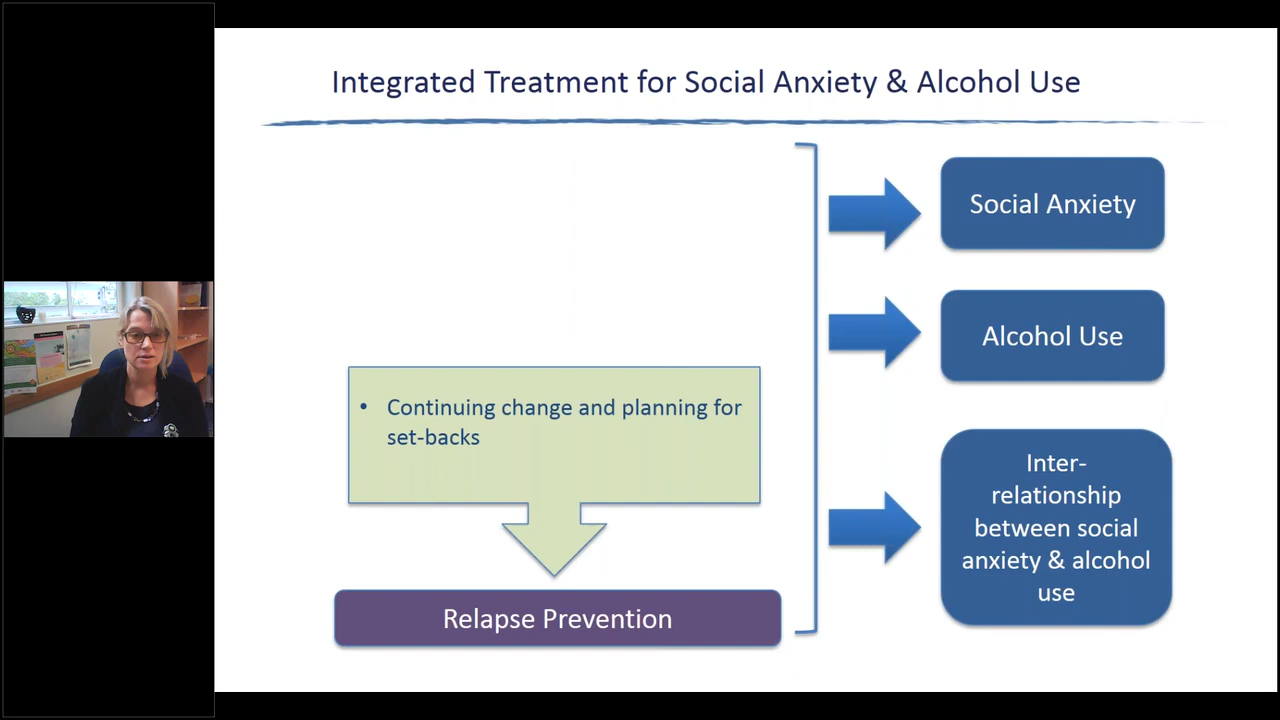 Integrated Treatment for Social Anxiety & Alcohol Use
• Continuing change and planning for
set-backs
Relapse Prevention
Social Anxiety
Alcohol Use
Inter-
relationship
between social
anxiety & alcohol
use